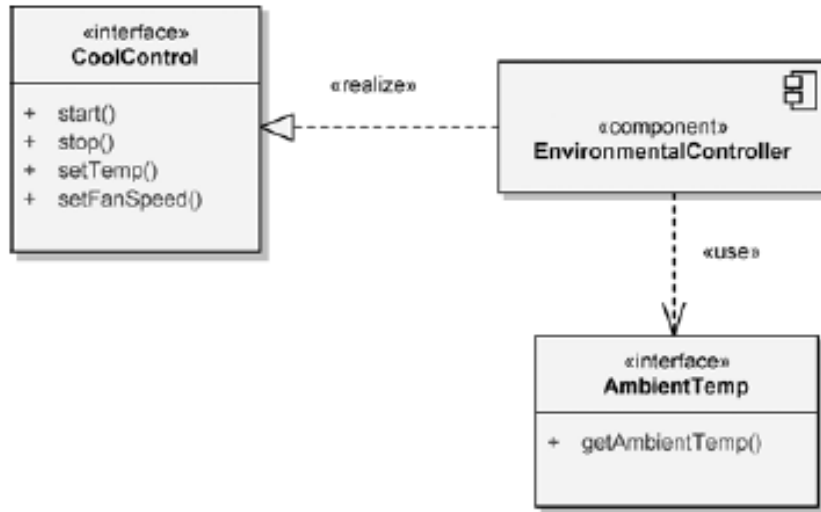 «interface»
CoolControl
+ start()
+ stop()
+ setTemp()
+ setFanSpeed()
«realize»
«component»
EnvironmentalController
«use»
«interface»
AmbientTemp
+ getAmbientTemp()